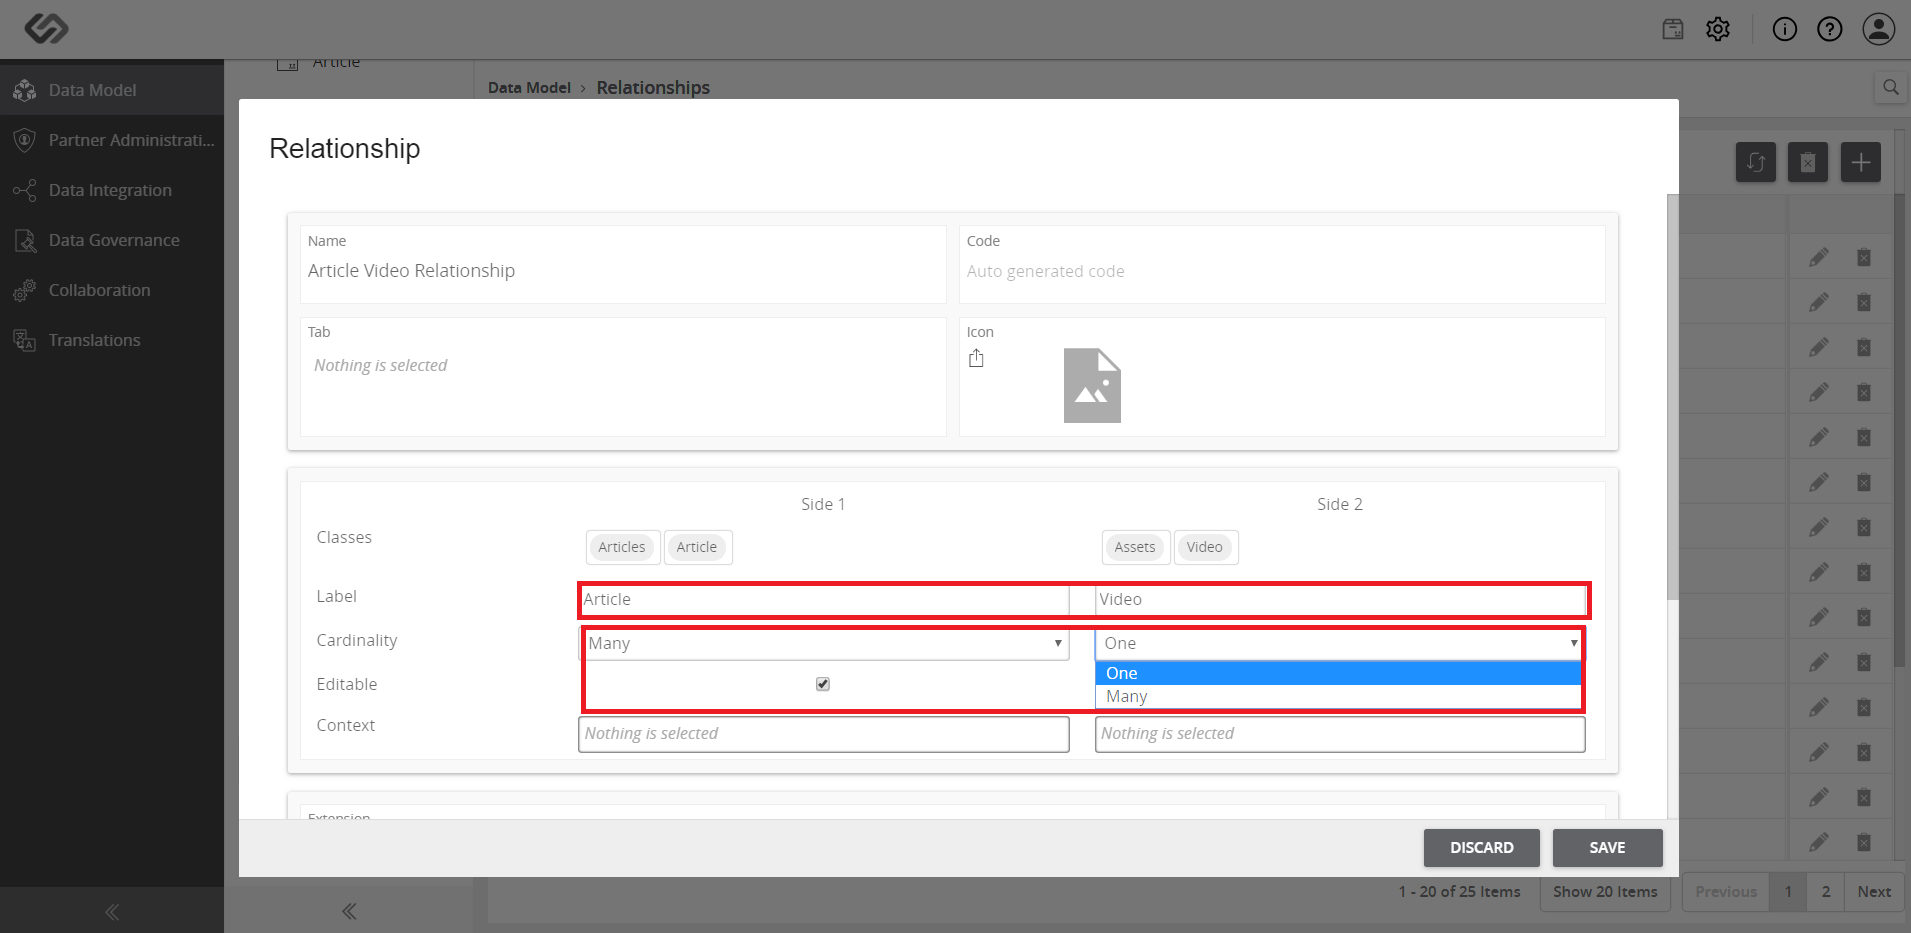 Article
Data Model
Data Model › Relationships
Partner Administrati...
Data Integration
Data Governance
Collaboration
Translations
Relationship
Name
Article Video Relationship
Code
Auto generated code
Tab
Nothing is selected
Icon
Side 1 Side 2
Classes Articles Article Assets Video
Label Article Video
Cardinality Many One
One
Editable
Many
Context Nothing is selected Nothing is selected
Extension
DISCARD SAVE
1 - 20 of 25 Items Show 20 Items Previous 1 2 Next